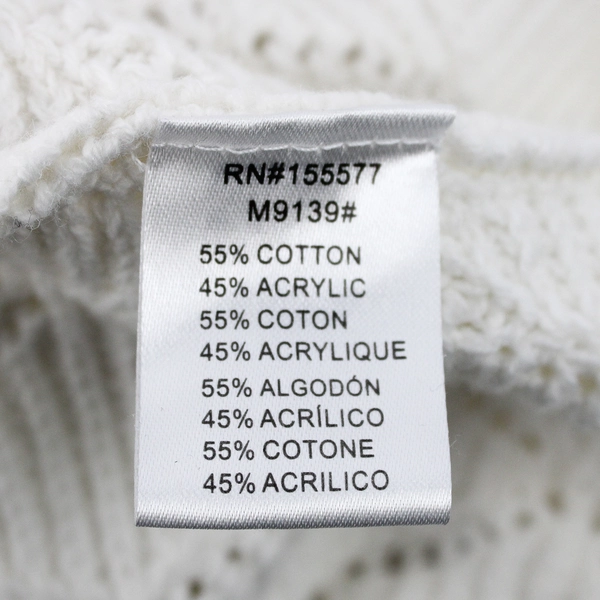 RN#155577
M9139#
55% COTTON
45% ACRYLIC
55% COTON
45% ACRYLIQUE
55% ALGODÓN
45% ACRÍLICO
55% COTONE
45% ACRILICO